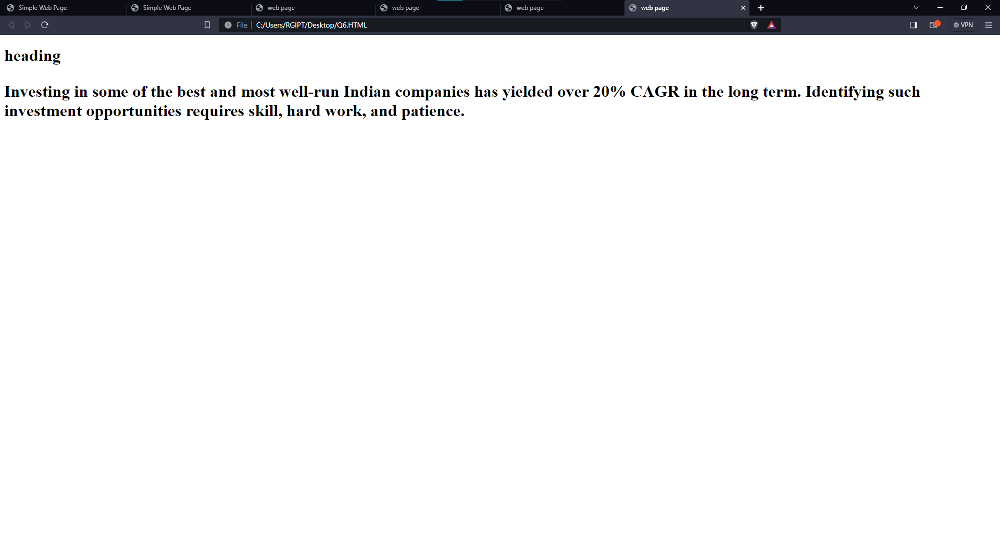 Simple Web Page
Simple Web Page
web page
web page
web page
web page
File
C:/Users/RGIPT/Desktop/Q6.HTML
VPN
heading
Investing in some of the best and most well-run Indian companies has yielded over 20% CAGR in the long term. Identifying such
investment opportunities requires skill, hard work, and patience.